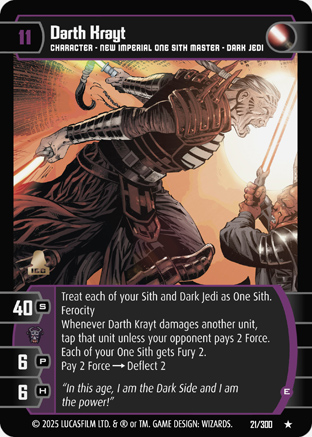 11
Darth Krayt
CHARACTER - NEW IMPERIAL ONE SITH MASTER - DARK JEDI
40 S
6 P
6 H
Treat each of your Sith and Dark Jedi as One Sith.
Ferocity
Whenever Darth Krayt damages another unit,
tap that unit unless your opponent pays 2 Force.
Each of your One Sith gets Fury 2.
Pay 2 Force → Deflect 2
"In this age, I am the Dark Side and I am
the power!"
E
© 2025 LUCASFILM LTD. & ® or TM. GAME DESIGN: WIZARDS.
21/300 ★